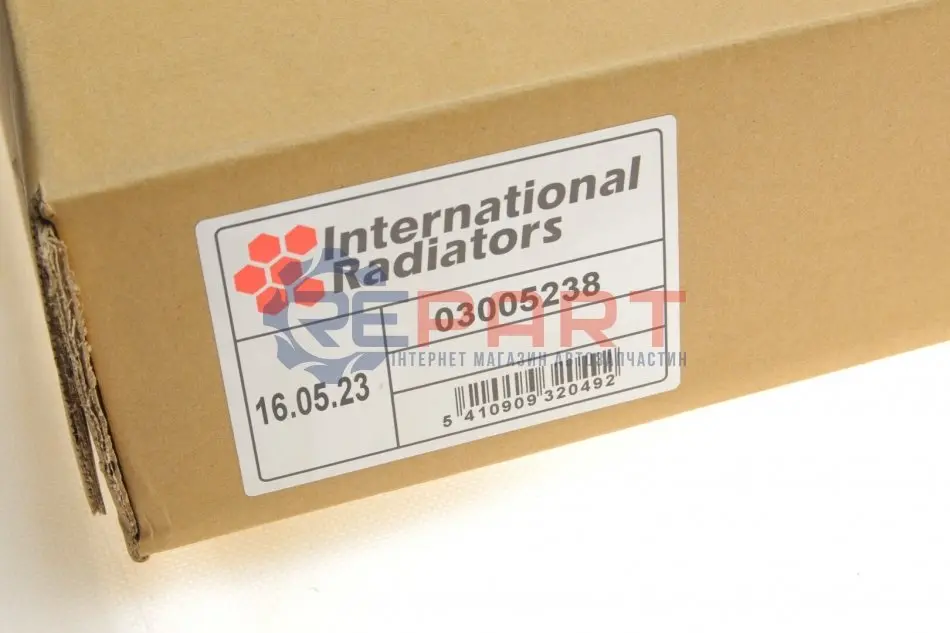 International
Radiators
03005238
REPART
ІНТЕРНЕТ МАГАЗИН АВТОЗАПЧАСТИН
16.05.23
5 410909 320492